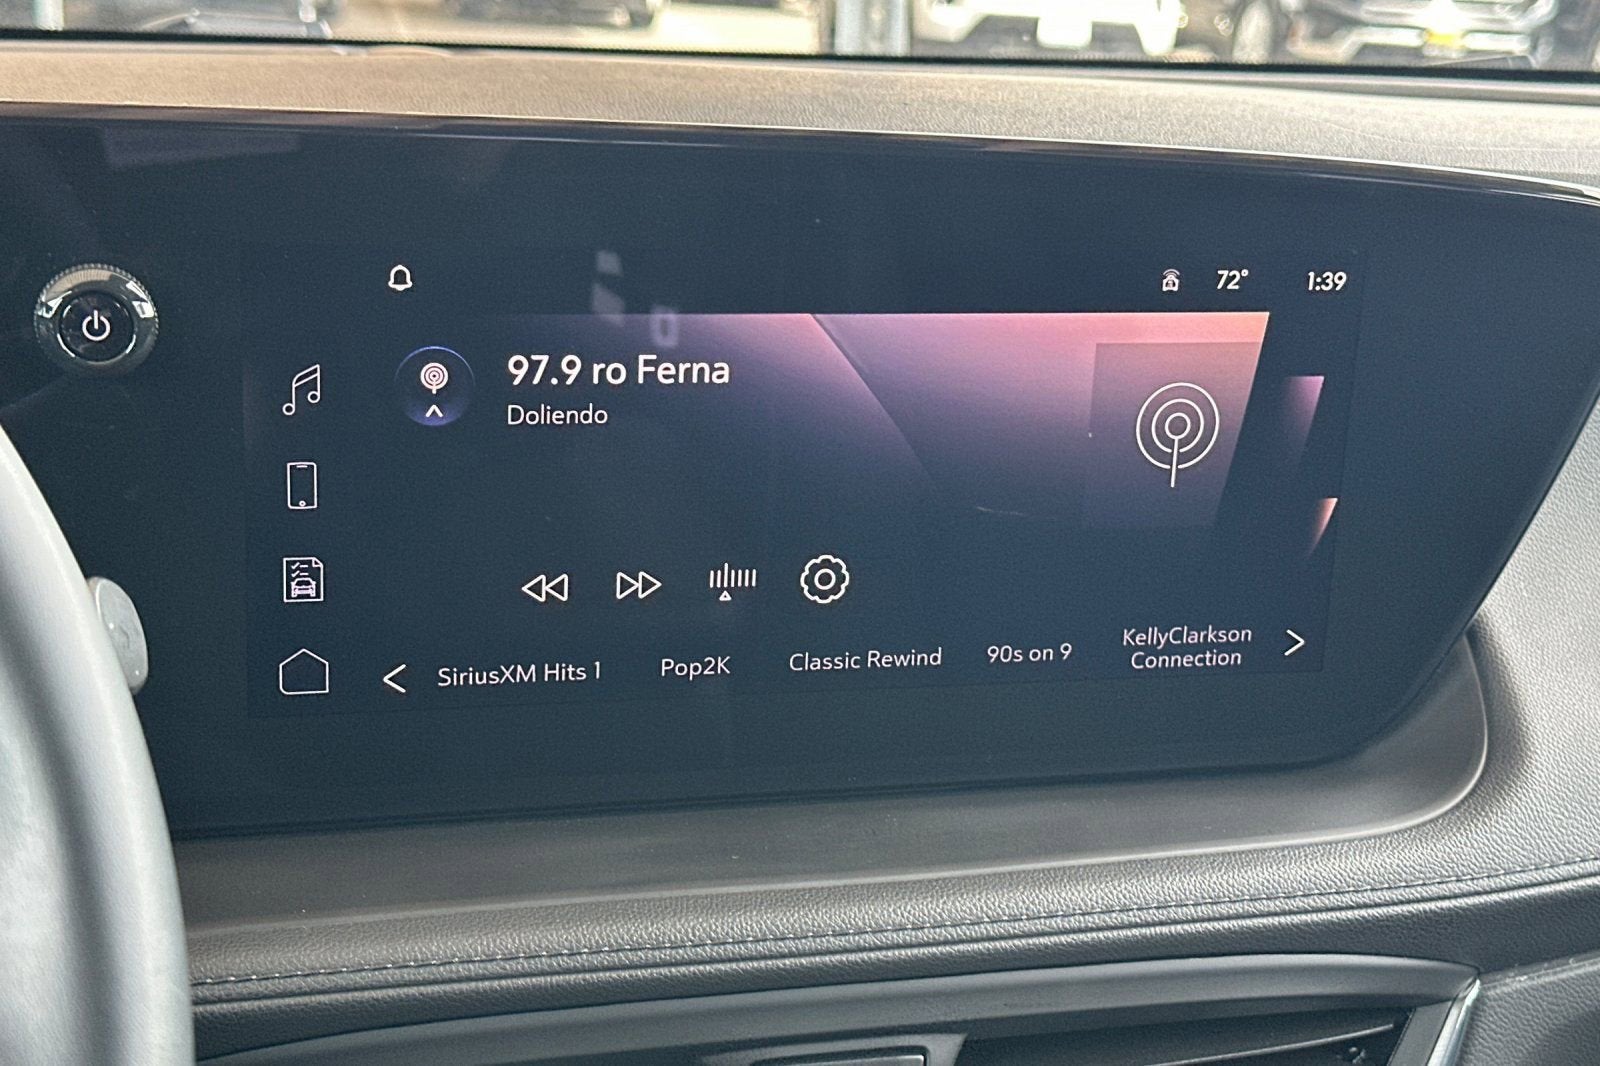 72° 1:39
97.9 ro Ferna
Doliendo
SiriusXM Hits 1 Pop2K Classic Rewind 90s on 9 KellyClarkson
Connection